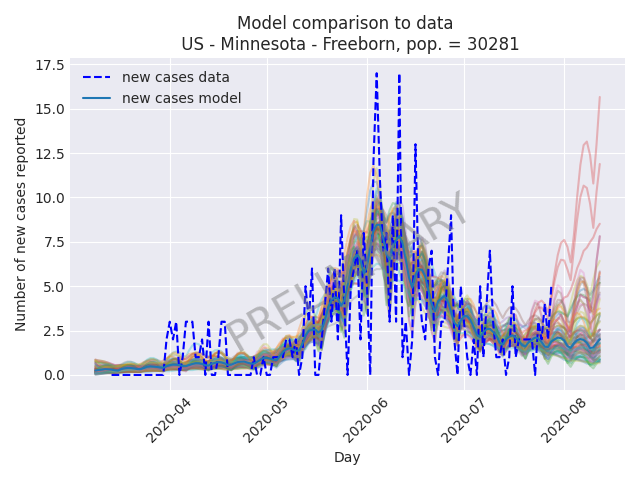 Model comparison to data
US - Minnesota - Freeborn, pop. = 30281
new cases data
new cases model
PRELIMINARY
Number of new cases reported
17.5
15.0
12.5
10.0
7.5
5.0
2.5
0.0
2020-04
2020-05
2020-06
2020-07
2020-08
Day